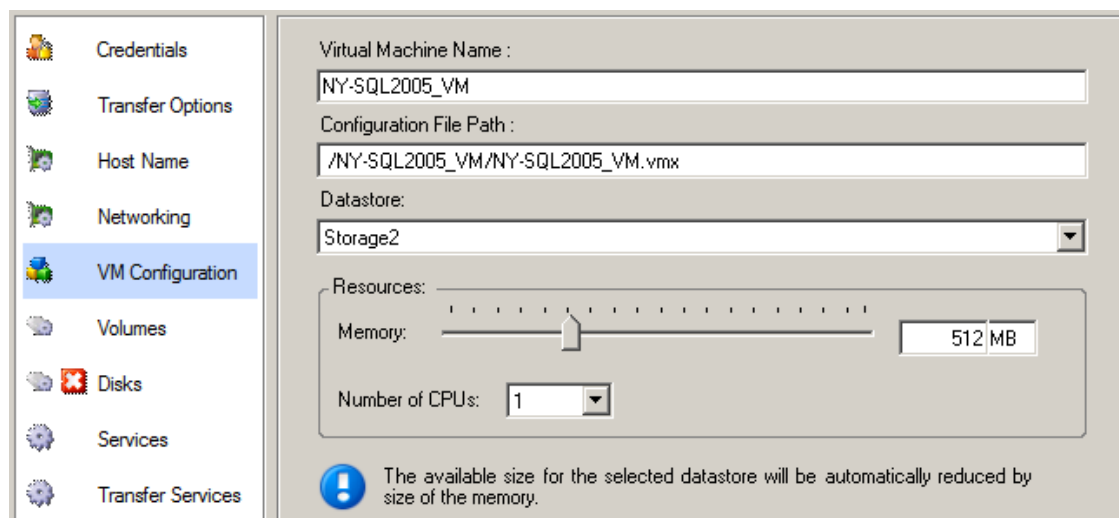 Credentials
Transfer Options
Host Name
Networking
VM Configuration
Volumes
Disks
Services
Transfer Services
Virtual Machine Name :
NY-SQL2005_VM
Configuration File Path :
/NY-SQL2005_VM/NY-SQL2005_VM.vmx
Datastore:
Storage2
Resources:
Memory:
512 MB
Number of CPUs: 1
The available size for the selected datastore will be automatically reduced by
size of the memory.